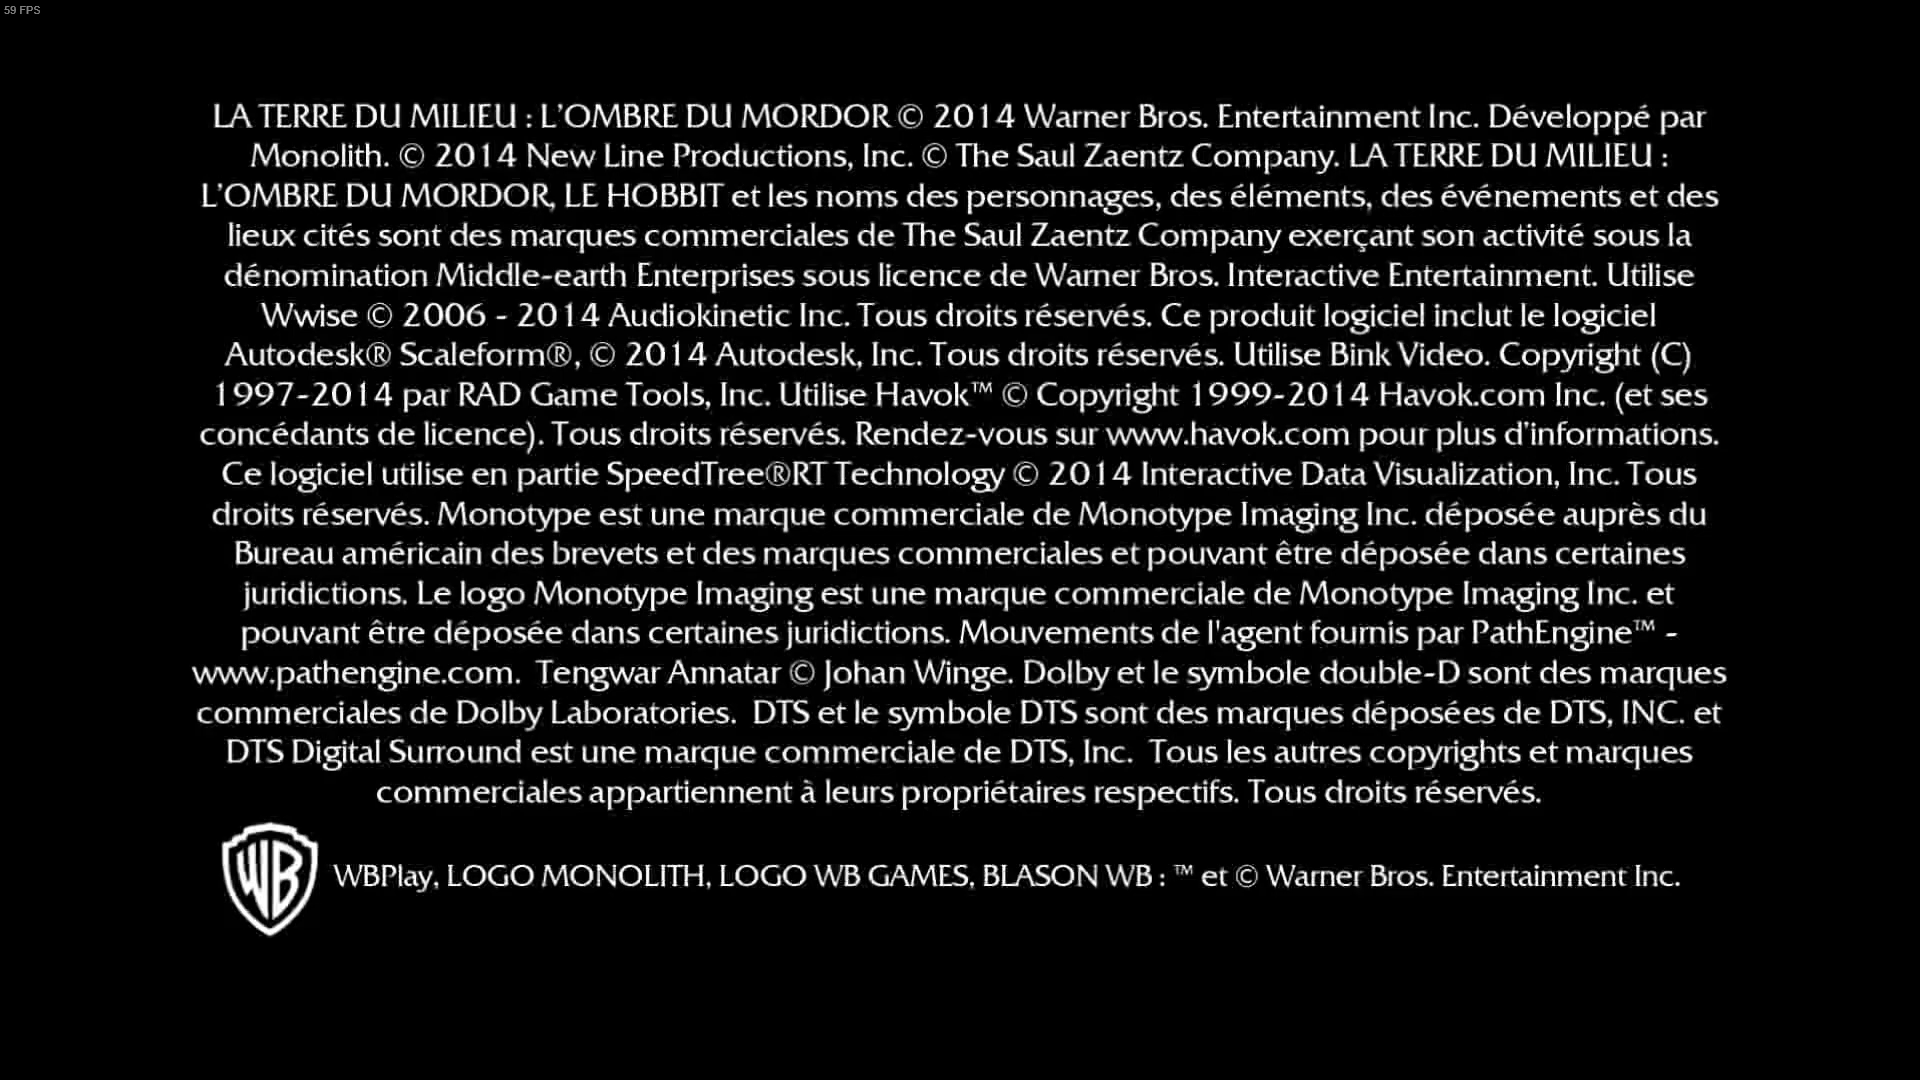 59 FPS
LA TERRE DU MILIEU : L’OMBRE DU MORDOR © 2014 Warner Bros. Entertainment Inc. Développé par
Monolith. © 2014 New Line Productions, Inc. © The Saul Zaentz Company. LA TERRE DU MILIEU :
L’OMBRE DU MORDOR, LE HOBBIT et les noms des personnages, des éléments, des événements et des
lieux cités sont des marques commerciales de The Saul Zaentz Company exerçant son activité sous la
dénomination Middle-earth Enterprises sous licence de Warner Bros. Interactive Entertainment. Utilise
Wwise © 2006 - 2014 Audiokinetic Inc. Tous droits réservés. Ce produit logiciel inclut le logiciel
Autodesk® Scaleform®, © 2014 Autodesk, Inc. Tous droits réservés. Utilise Bink Video. Copyright (C)
1997-2014 par RAD Game Tools, Inc. Utilise Havok™ © Copyright 1999-2014 Havok.com Inc. (et ses
concédants de licence). Tous droits réservés. Rendez-vous sur www.havok.com pour plus d’informations.
Ce logiciel utilise en partie SpeedTree®RT Technology © 2014 Interactive Data Visualization, Inc. Tous
droits réservés. Monotype est une marque commerciale de Monotype Imaging Inc. déposée auprès du
Bureau américain des brevets et des marques commerciales et pouvant être déposée dans certaines
juridictions. Le logo Monotype Imaging est une marque commerciale de Monotype Imaging Inc. et
pouvant être déposée dans certaines juridictions. Mouvements de l'agent fournis par PathEngine™ -
www.pathengine.com.  Tengwar Annatar © Johan Winge. Dolby et le symbole double-D sont des marques
commerciales de Dolby Laboratories.  DTS et le symbole DTS sont des marques déposées de DTS, INC. et
DTS Digital Surround est une marque commerciale de DTS, Inc.  Tous les autres copyrights et marques
commerciales appartiennent à leurs propriétaires respectifs. Tous droits réservés.
WB WBPlay, LOGO MONOLITH, LOGO WB GAMES, BLASON WB : ™ et © Warner Bros. Entertainment Inc.